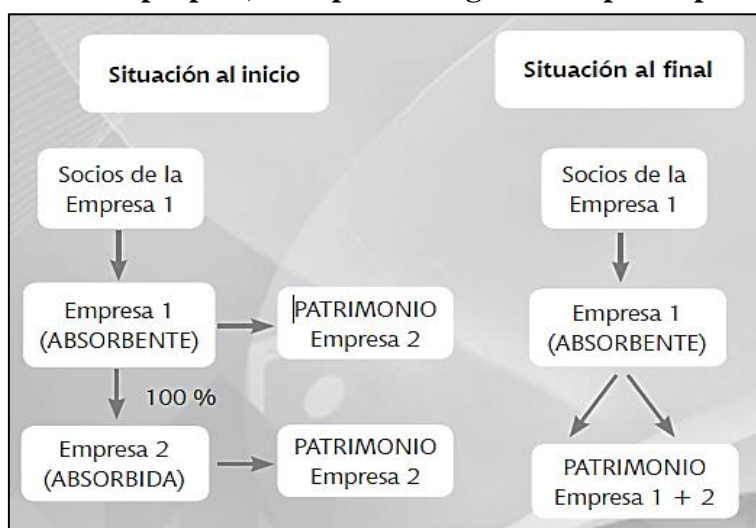 Situación al inicio
Situación al final
Socios de la
Empresa 1
Socios de la
Empresa 1
Empresa 1
(ABSORBENTE)
PATRIMONIO
Empresa 2
Empresa 1
(ABSORBENTE)
100 %
Empresa 2
(ABSORBIDA)
PATRIMONIO
Empresa 2
PATRIMONIO
Empresa 1 + 2